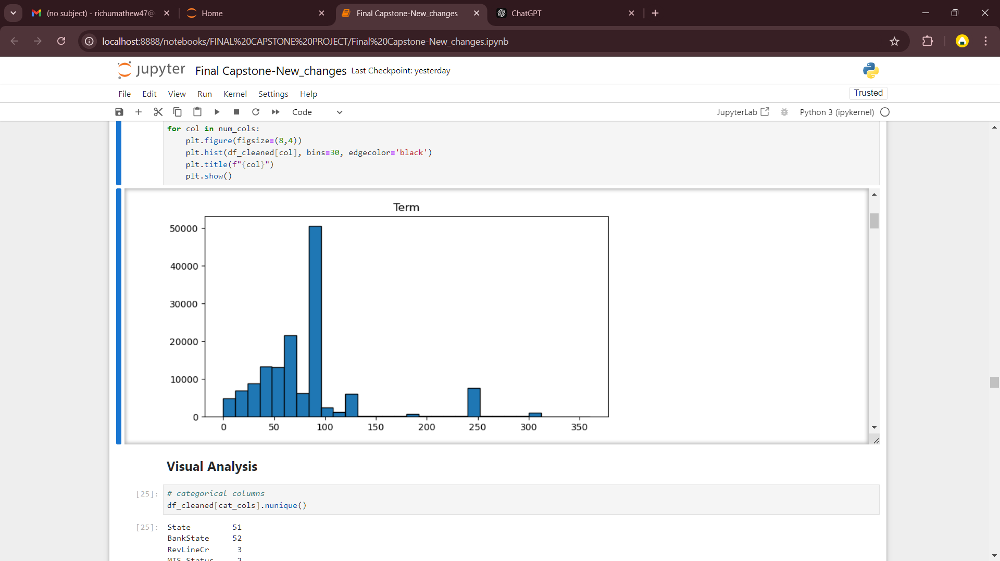 (no subject) - richumathew47@
Home
Final Capstone-New_changes
ChatGPT
localhost:8888/notebooks/FINAL%20CAPSTONE%20PROJECT/Final%20Capstone-New_changes.ipynb
jupyter Final Capstone-New_changes Last Checkpoint: yesterday
File Edit View Run Kernel Settings Help
Trusted
Code
JupyterLab
Python 3 (ipykernel)
for col in num_cols:
    plt.figure(figsize=(8,4))
    plt.hist(df_cleaned[col], bins=30, edgecolor='black')
    plt.title(f"{col}")
    plt.show()
Term
50000
40000
30000
20000
10000
0
0 50 100 150 200 250 300 350
Visual Analysis
[25]: # categorical columns
df_cleaned[cat_cols].nunique()
[25]: State 51
BankState 52
RevLineCr 3
MIS_Status 2